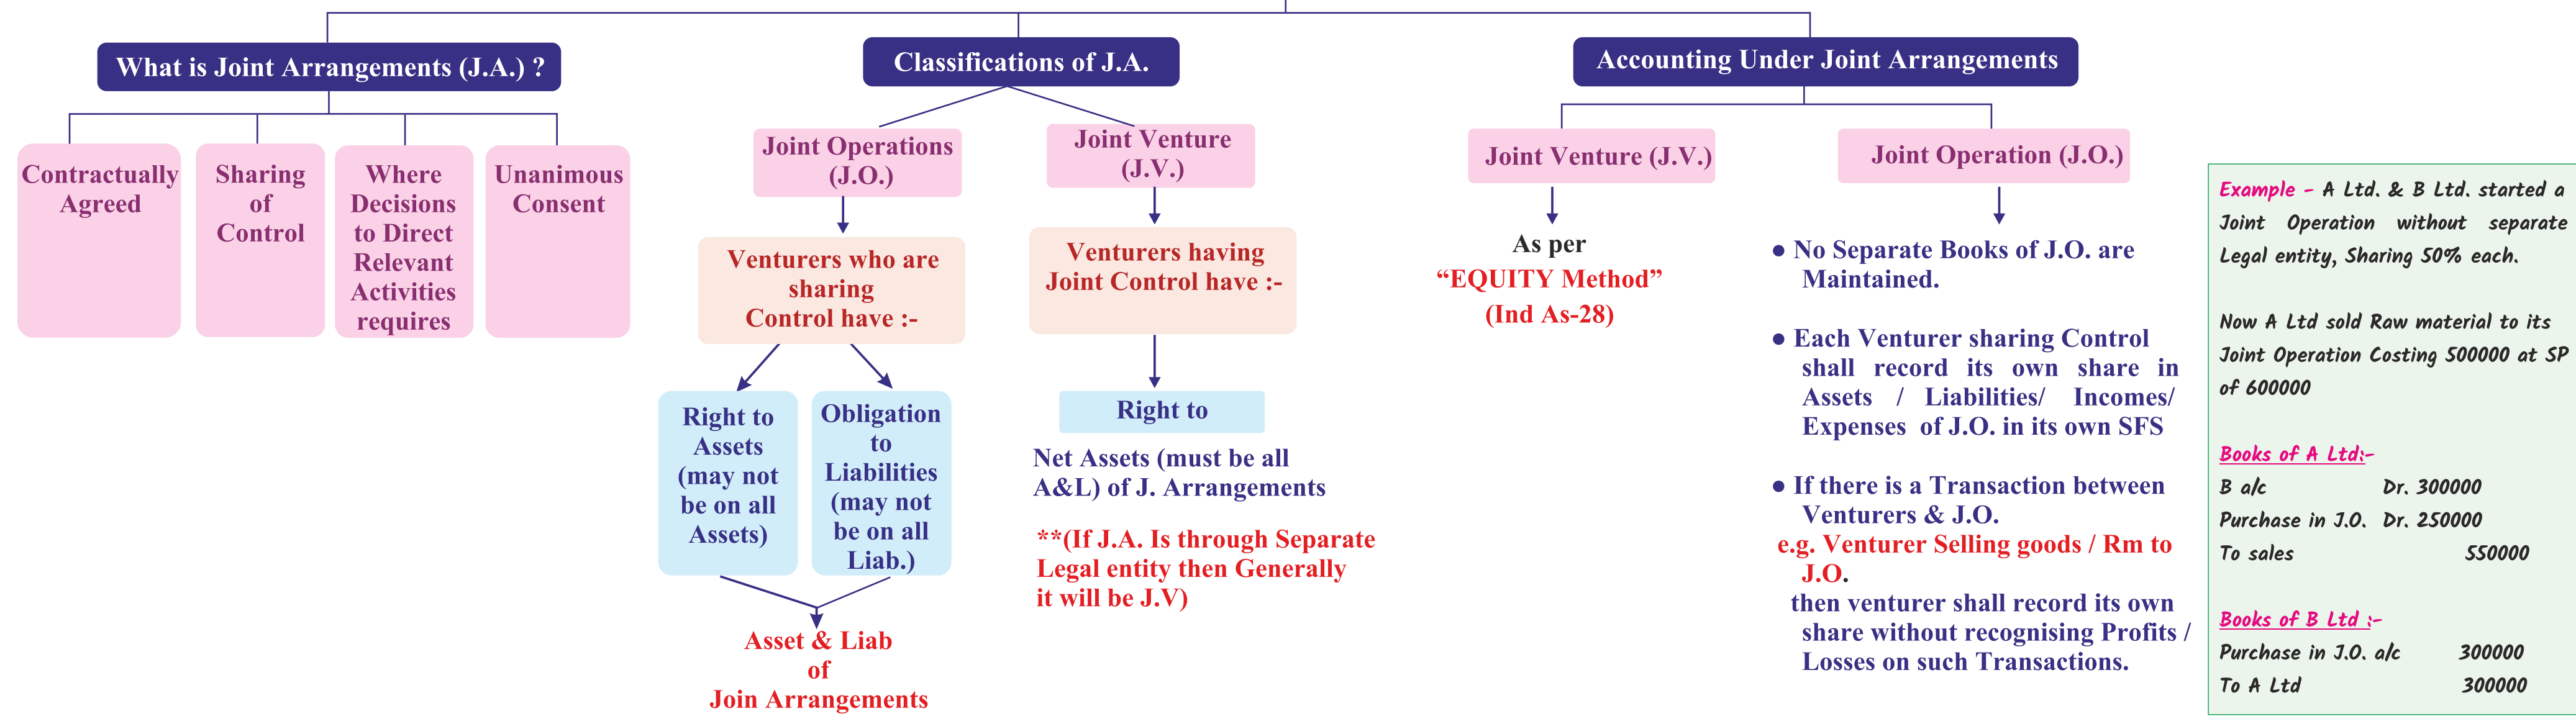 What is Joint Arrangements (J.A.) ?
Contractually
Agreed
Sharing
of
Control
Where
Decisions
to Direct
Relevant
Activities
requires
Unanimous
Consent
Classifications of J.A.
Joint Operations
(J.O.)
Venturers who are
sharing
Control have :-
Right to
Assets
(may not
be on all
Assets)
Obligation
to
Liabilities
(may not
be on all
Liab.)
Asset & Liab
of
Join Arrangements
Joint Venture
(J.V.)
Venturers having
Joint Control have :-
Right to
Net Assets (must be all
A&L) of J. Arrangements
**(If J.A. Is through Separate
Legal entity then Generally
it will be J.V)
Accounting Under Joint Arrangements
Joint Venture (J.V.)
As per
“EQUITY Method”
(Ind As-28)
Joint Operation (J.O.)
● No Separate Books of J.O. are
Maintained.
● Each Venturer sharing Control
shall record its own share in
Assets / Liabilities/ Incomes/
Expenses of J.O. in its own SFS
● If there is a Transaction between
Venturers & J.O.
e.g. Venturer Selling goods / Rm to
J.O.
then venturer shall record its own
share without recognising Profits /
Losses on such Transactions.
Example - A Ltd. & B Ltd. started a
Joint Operation without separate
Legal entity, Sharing 50% each.
Now A Ltd sold Raw material to its
Joint Operation Costing 500000 at SP
of 600000
Books of A Ltd:-
B a/c Dr. 300000
Purchase in J.O. Dr. 250000
To sales 550000
Books of B Ltd :-
Purchase in J.O. a/c 300000
To A Ltd 300000